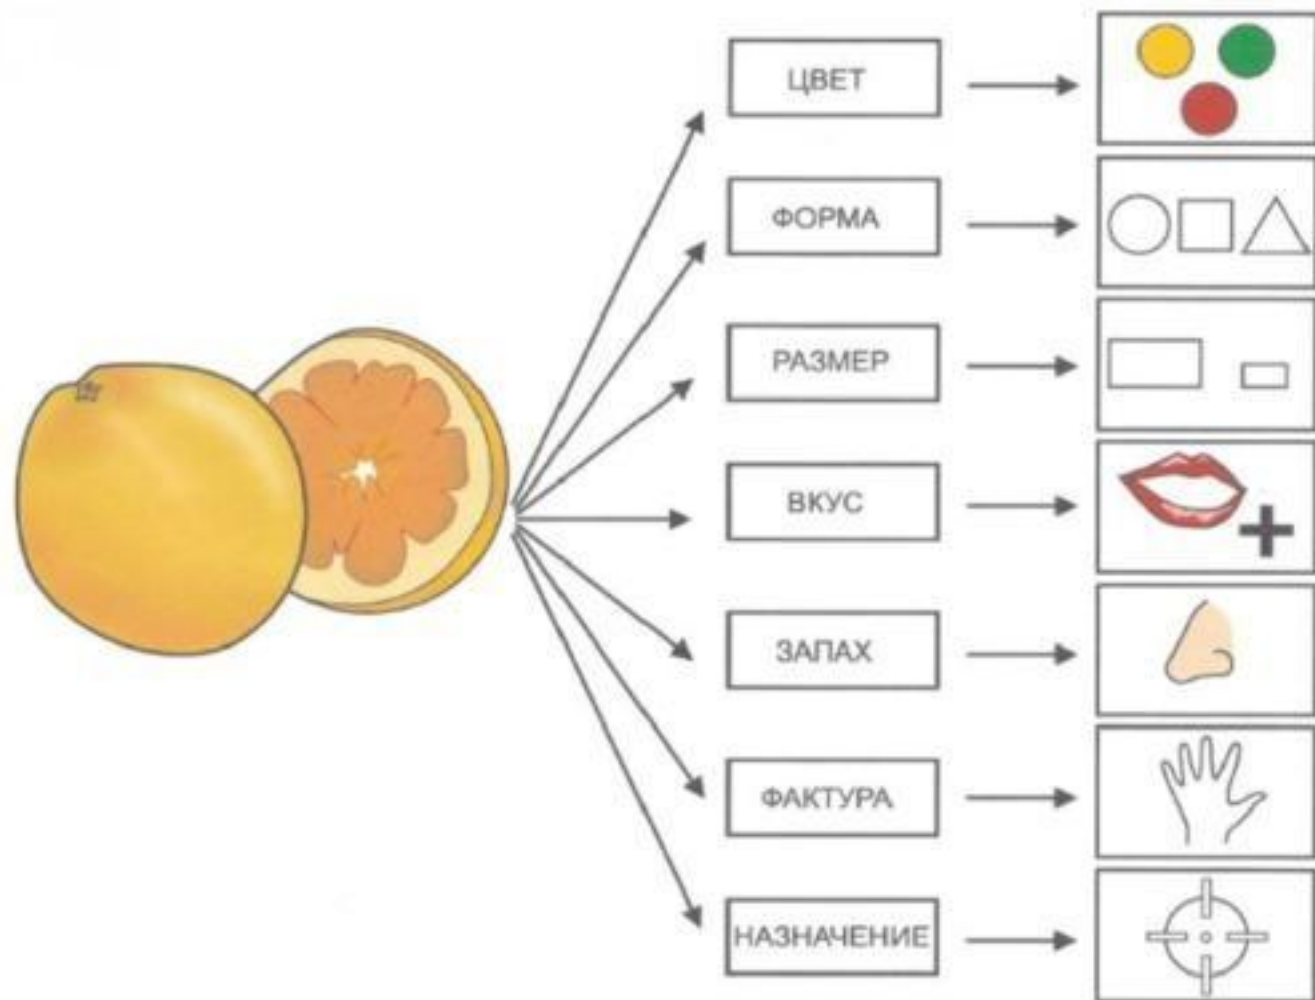 ЦВЕТ
ФОРМА
РАЗМЕР
ВКУС
ЗАПАХ
ФАКТУРА
НАЗНАЧЕНИЕ